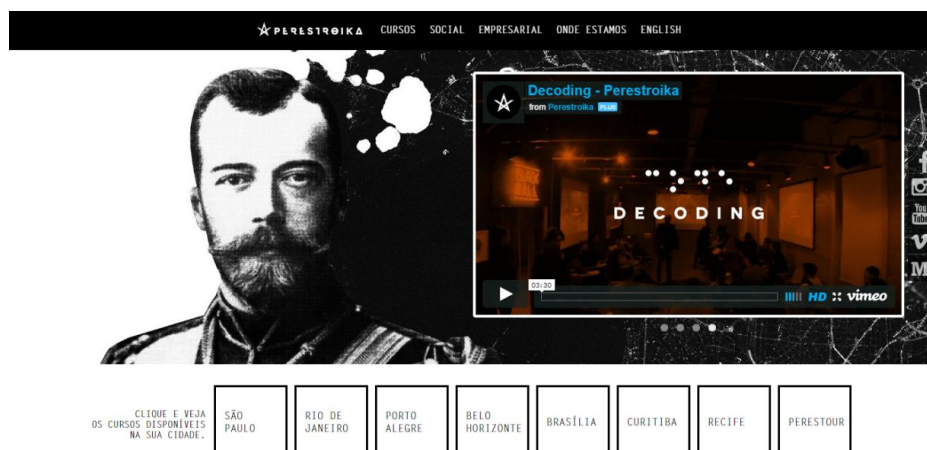 PERESTROIKA CURSOS SOCIAL EMPRESARIAL ONDE ESTAMOS ENGLISH
Decoding - Perestroika
from Perestroika PLUS
DECODING
03:30
HD vimeo
f
You
Tube
V
M
CLIQUE E VEJA
OS CURSOS DISPONÍVEIS
NA SUA CIDADE.
SÃO
PAULO
RIO DE
JANEIRO
PORTO
ALEGRE
BELO
HORIZONTE
BRASÍLIA
CURITIBA
RECIFE
PERESTOUR